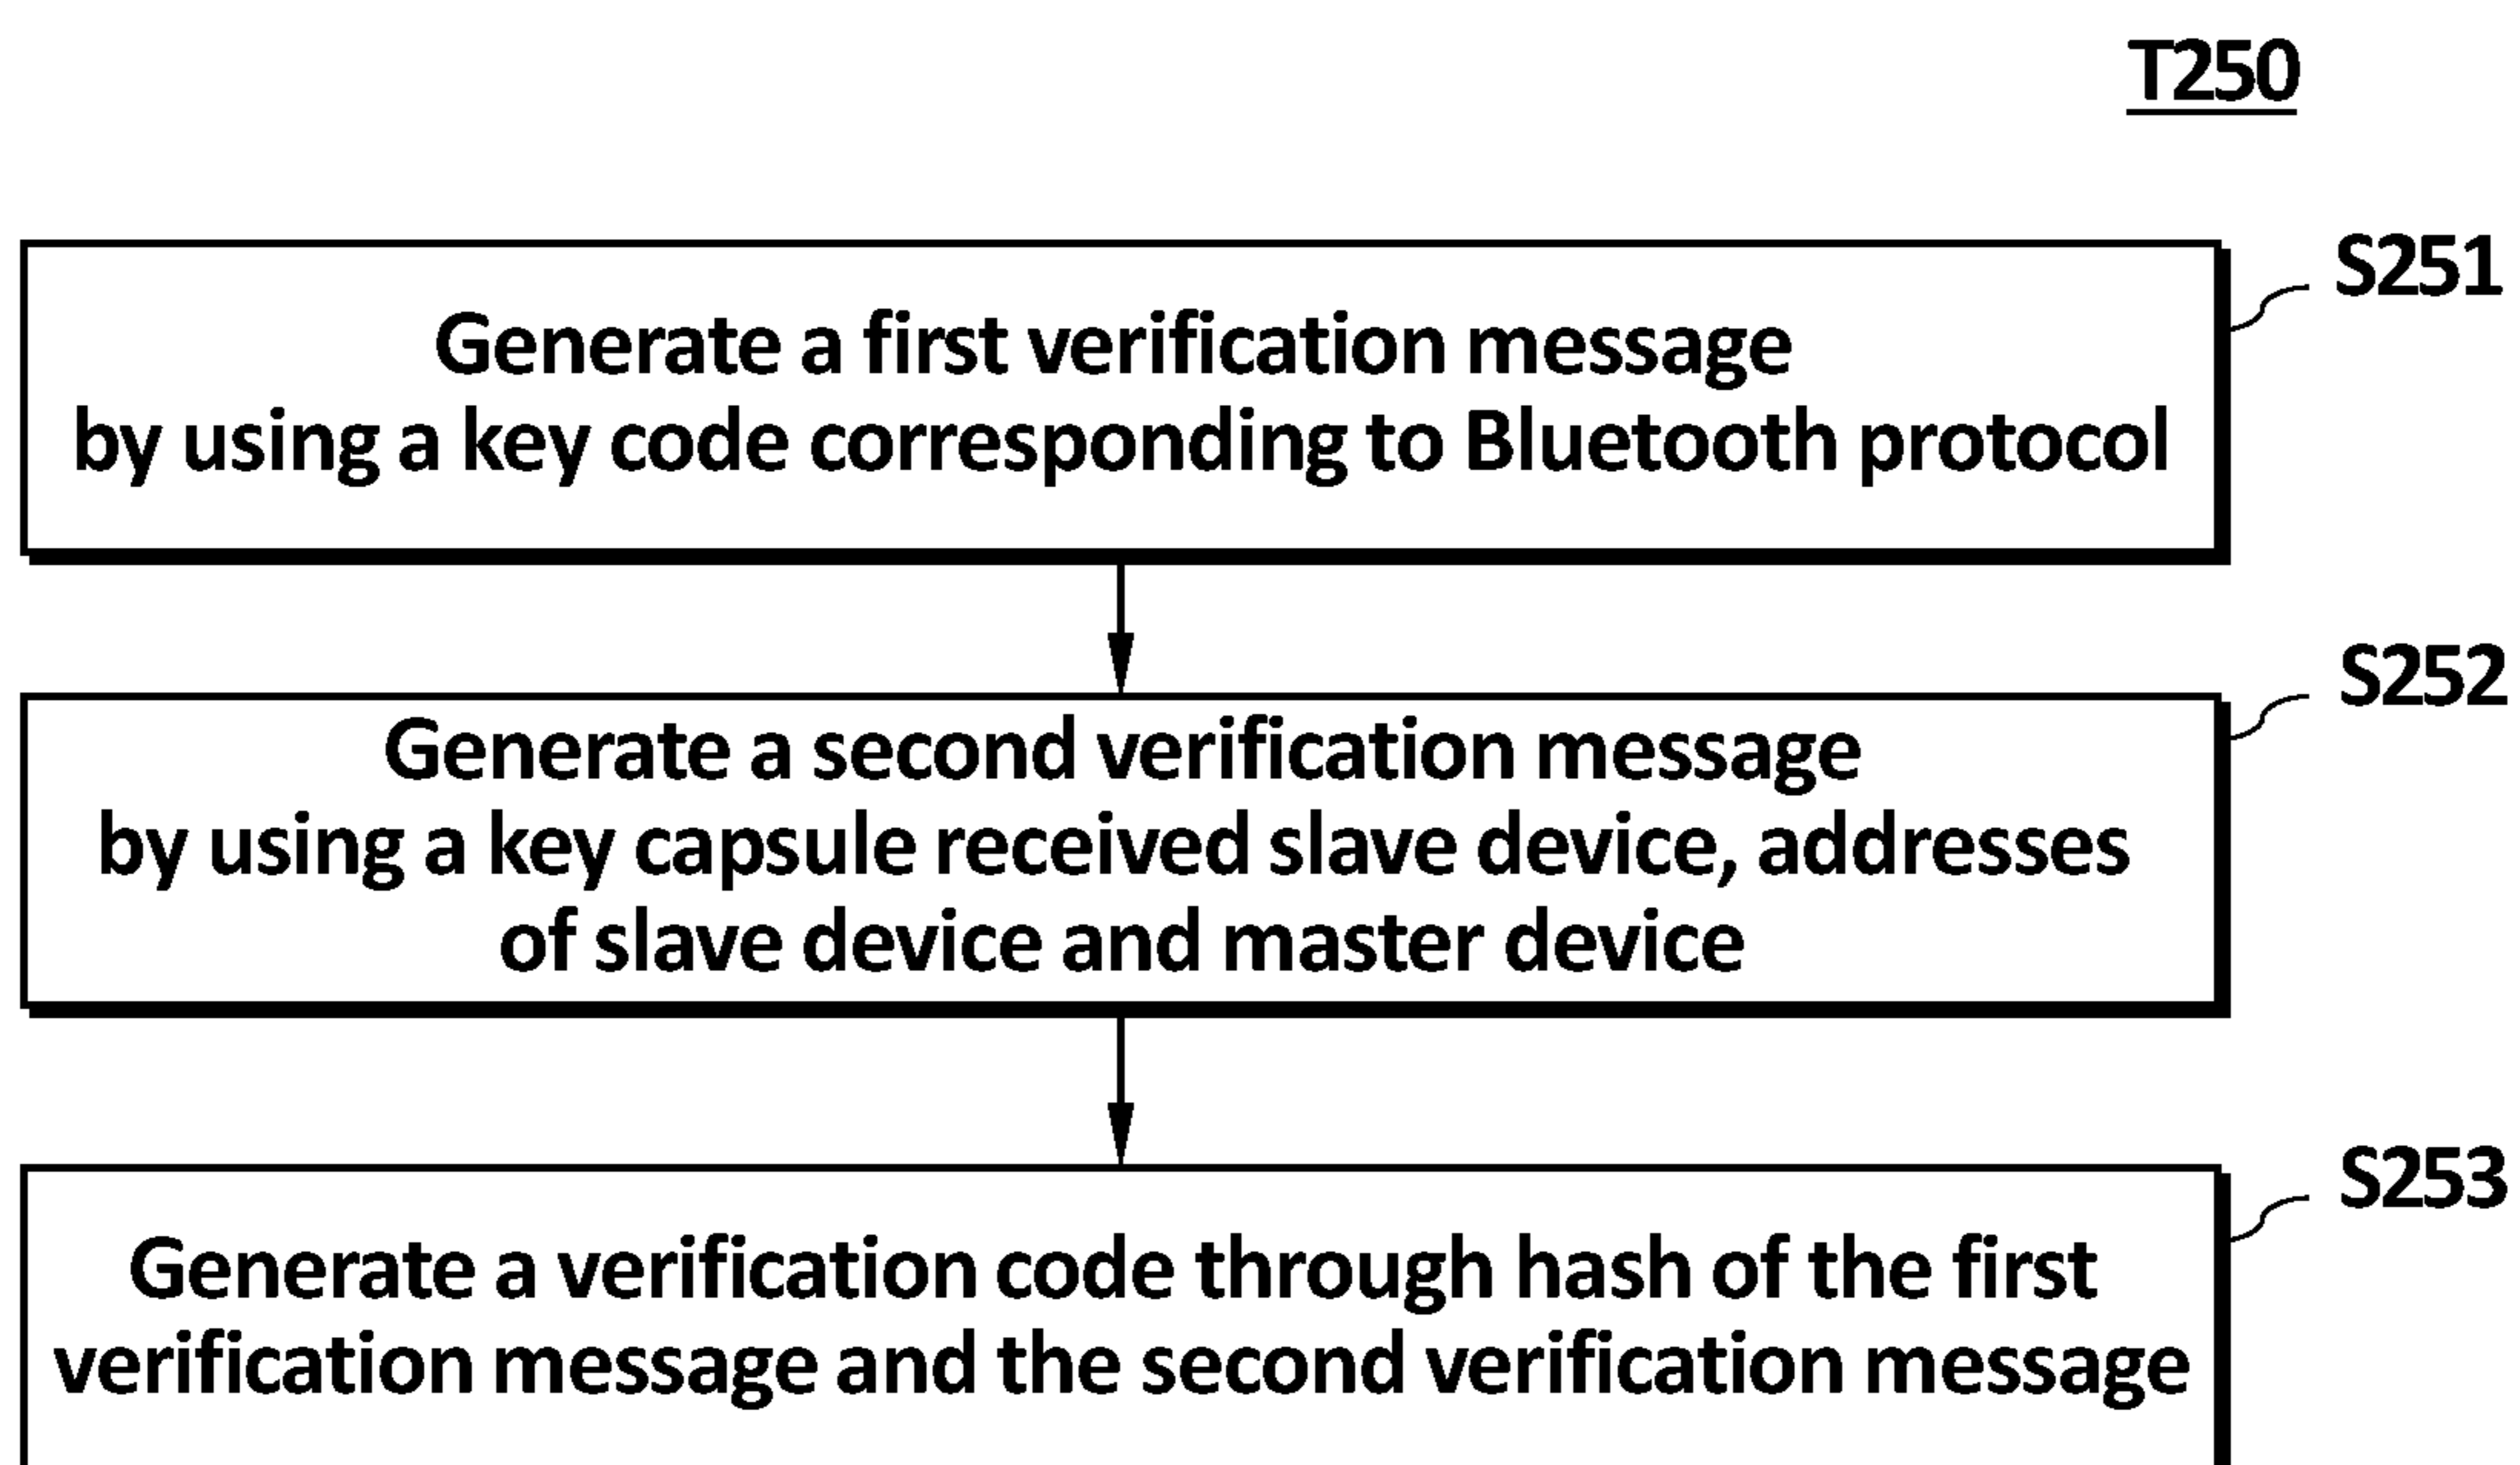 T250
S251
Generate a first verification message
by using a key code corresponding to Bluetooth protocol
S252
Generate a second verification message
by using a key capsule received slave device, addresses
of slave device and master device
S253
Generate a verification code through hash of the first
verification message and the second verification message